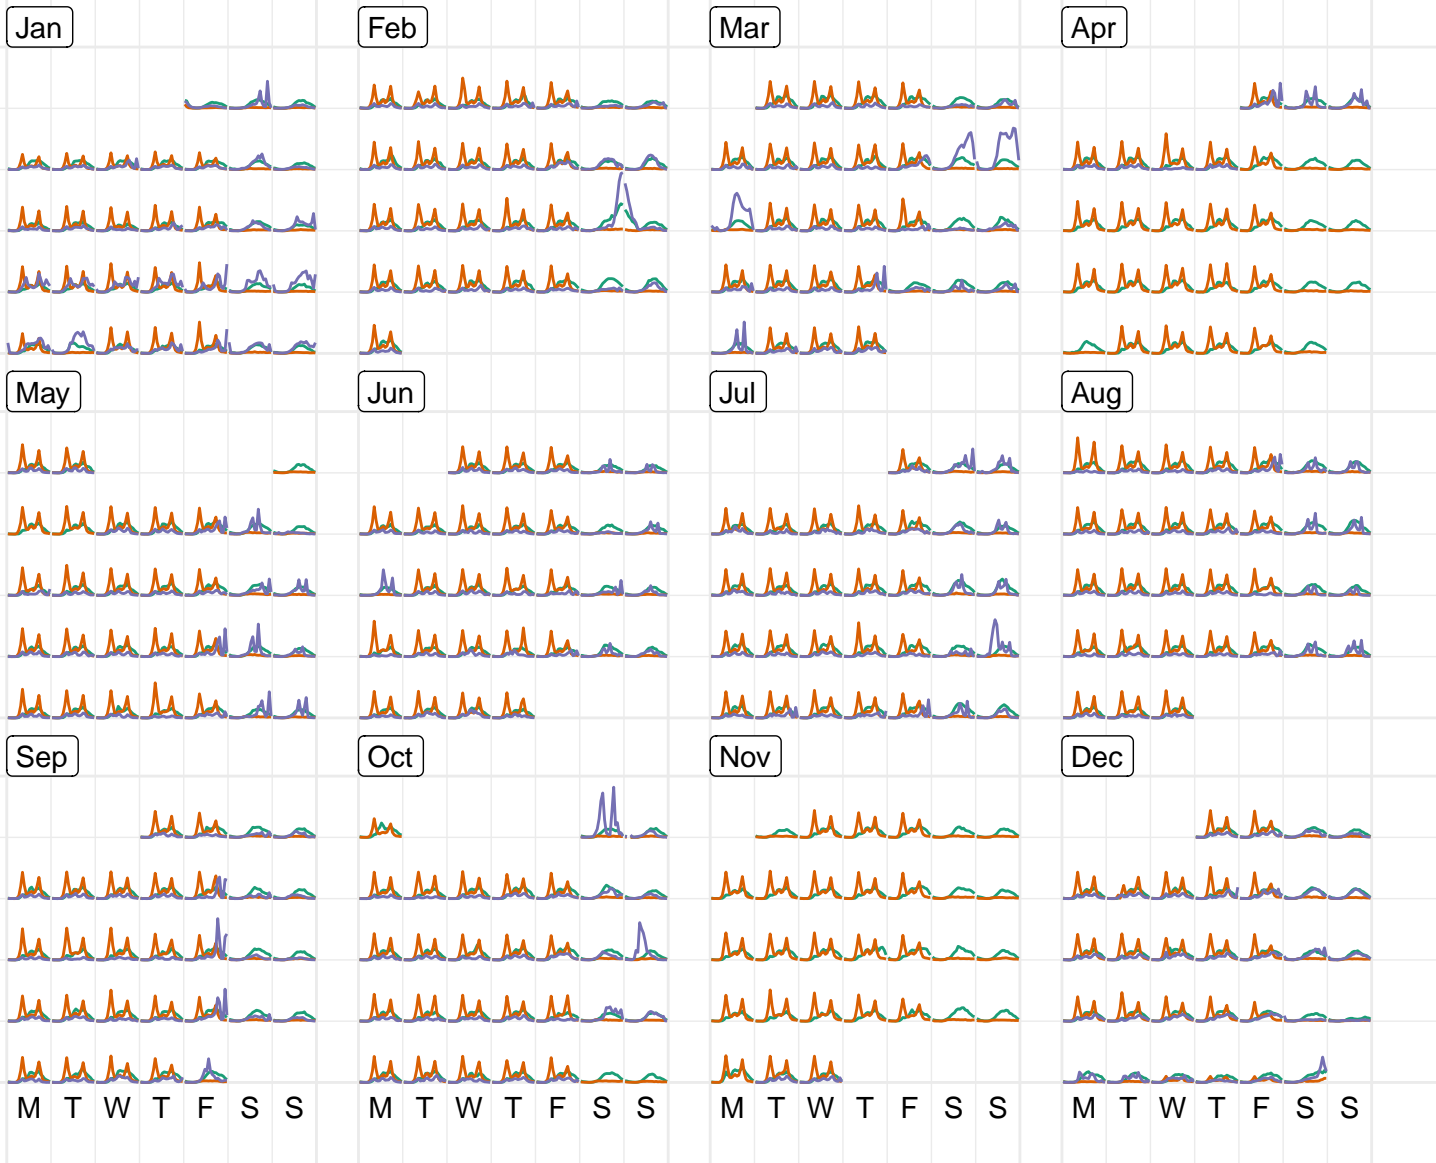 Jan Feb Mar Apr
May Jun Jul Aug
Sep Oct Nov Dec
M T W T F S S M T W T F S S M T W T F S S M T W T F S S